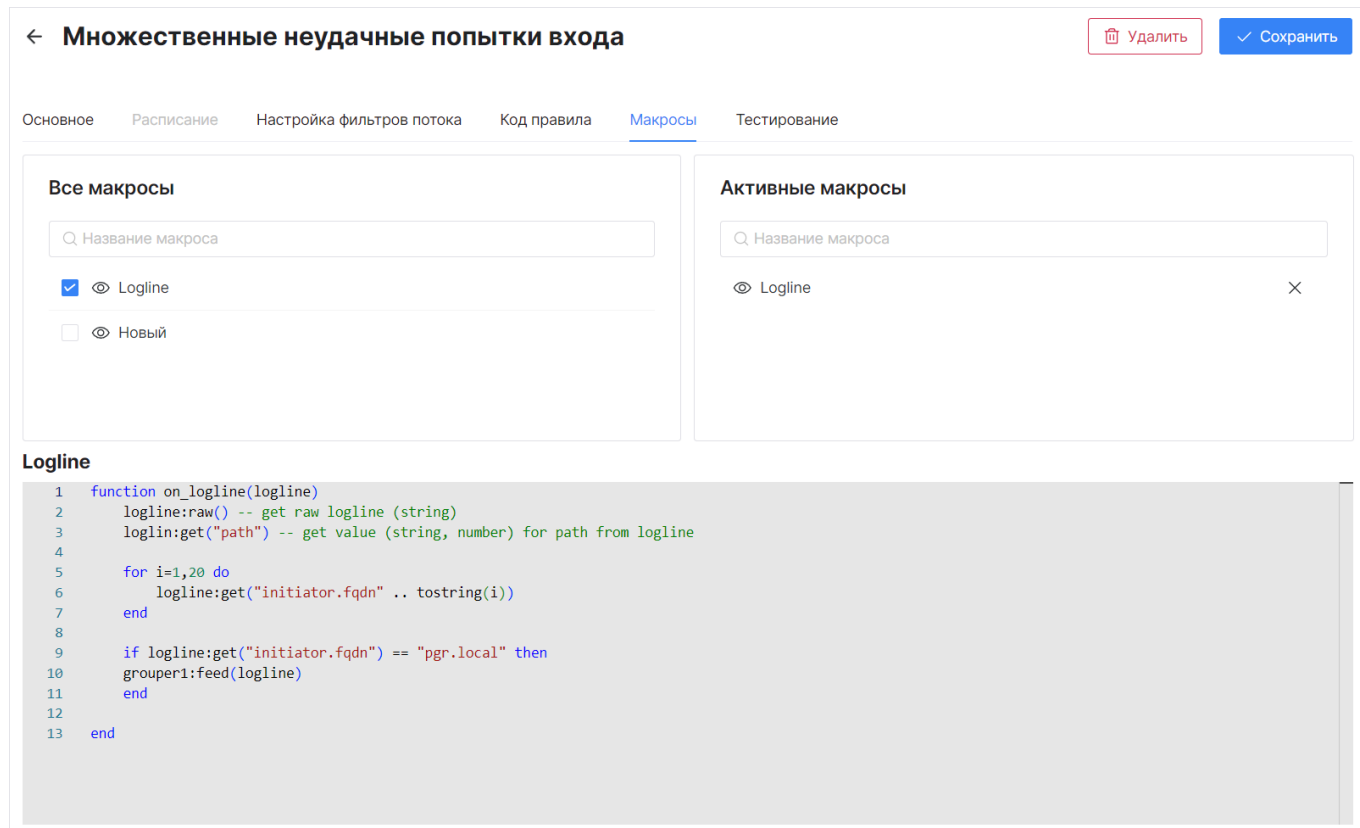 Множественные неудачные попытки входа
Удалить
Сохранить
Основное Расписание Настройка фильтров потока Код правила Макросы Тестирование
Все макросы
Название макроса
Logline
Новый
Активные макросы
Название макроса
Logline
Logline
1 function on_logline(logline)
2 logline:raw() -- get raw logline (string)
3 loglin:get("path") -- get value (string, number) for path from logline
4
5 for i=1,20 do
6 logline:get("initiator.fqdn" .. tostring(i))
7 end
8
9 if logline:get("initiator.fqdn") == "pgr.local" then
10 grouper1:feed(logline)
11 end
12
13 end